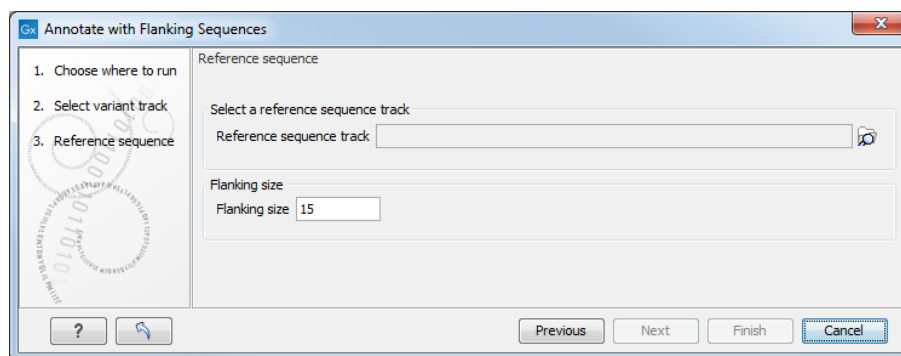 Gx Annotate with Flanking Sequences
1. Choose where to run
2. Select variant track
3. Reference sequence
Reference sequence
Select a reference sequence track
Reference sequence track
Flanking size
Flanking size 15
?
Previous Next Finish Cancel